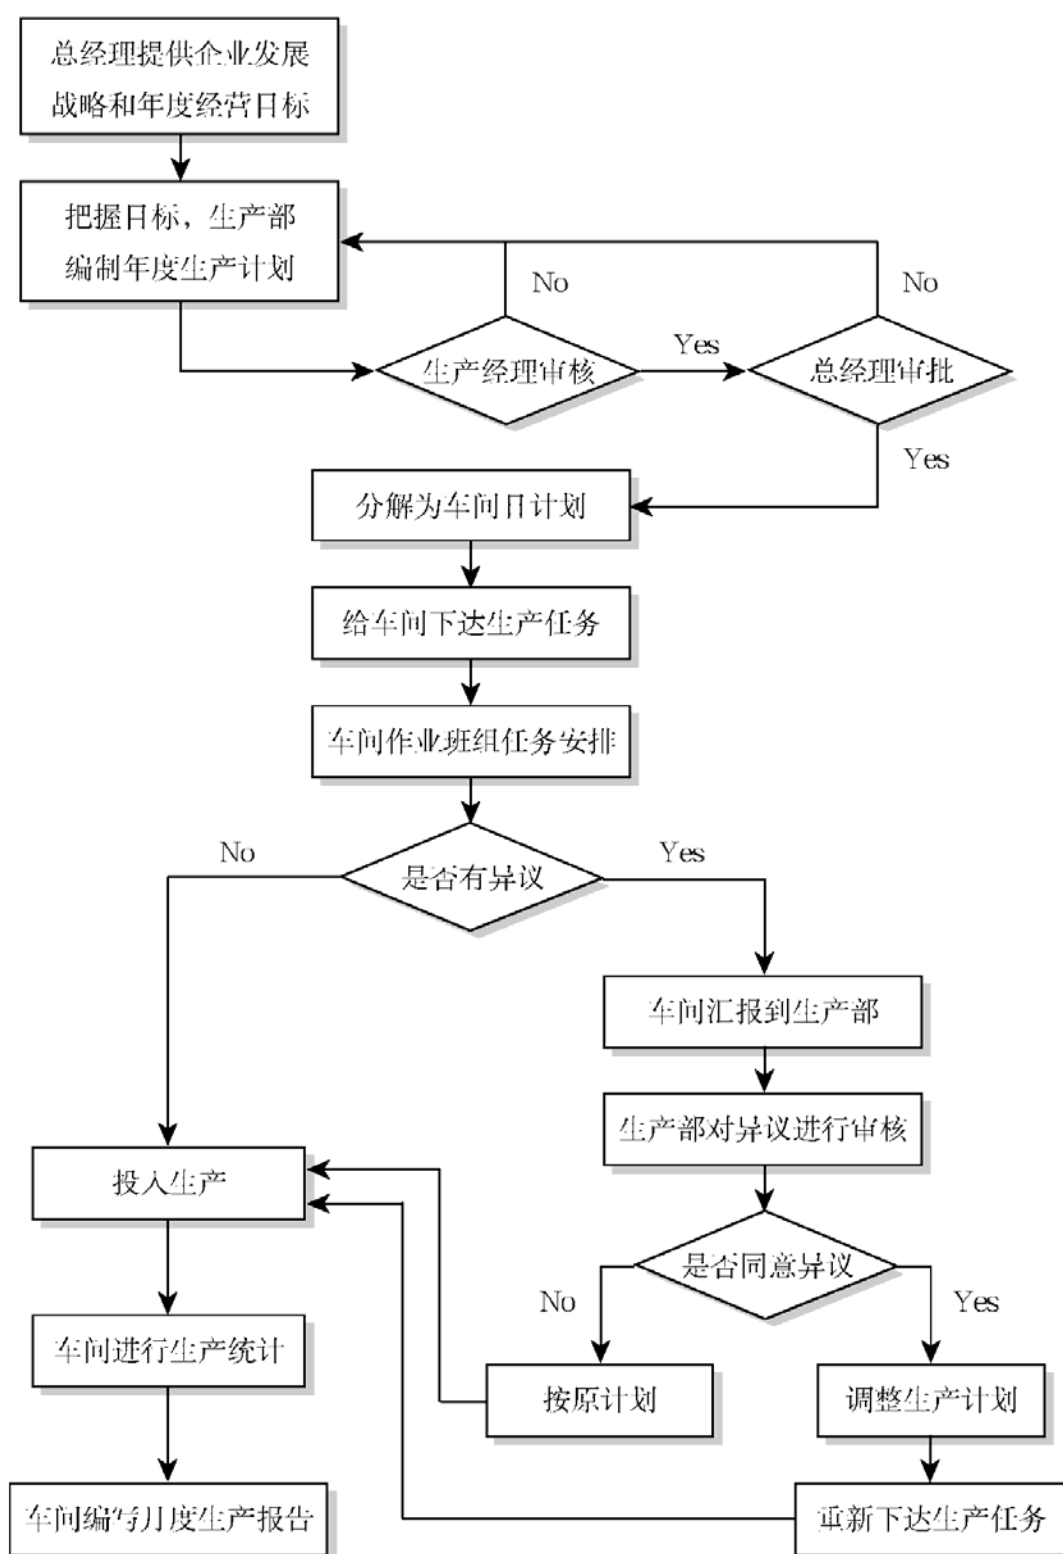 总经理提供企业发展
战略和年度经营目标
把握目标，生产部
编制年度生产计划
No
No
生产经理审核
Yes
总经理审批
Yes
分解为车间日计划
给车间下达生产任务
车间作业班组任务安排
No
是否有异议
Yes
车间汇报到生产部
生产部对异议进行审核
投入生产
是否同意异议
No
Yes
车间进行生产统计
按原计划
调整生产计划
车间编写月度生产报告
重新下达生产任务